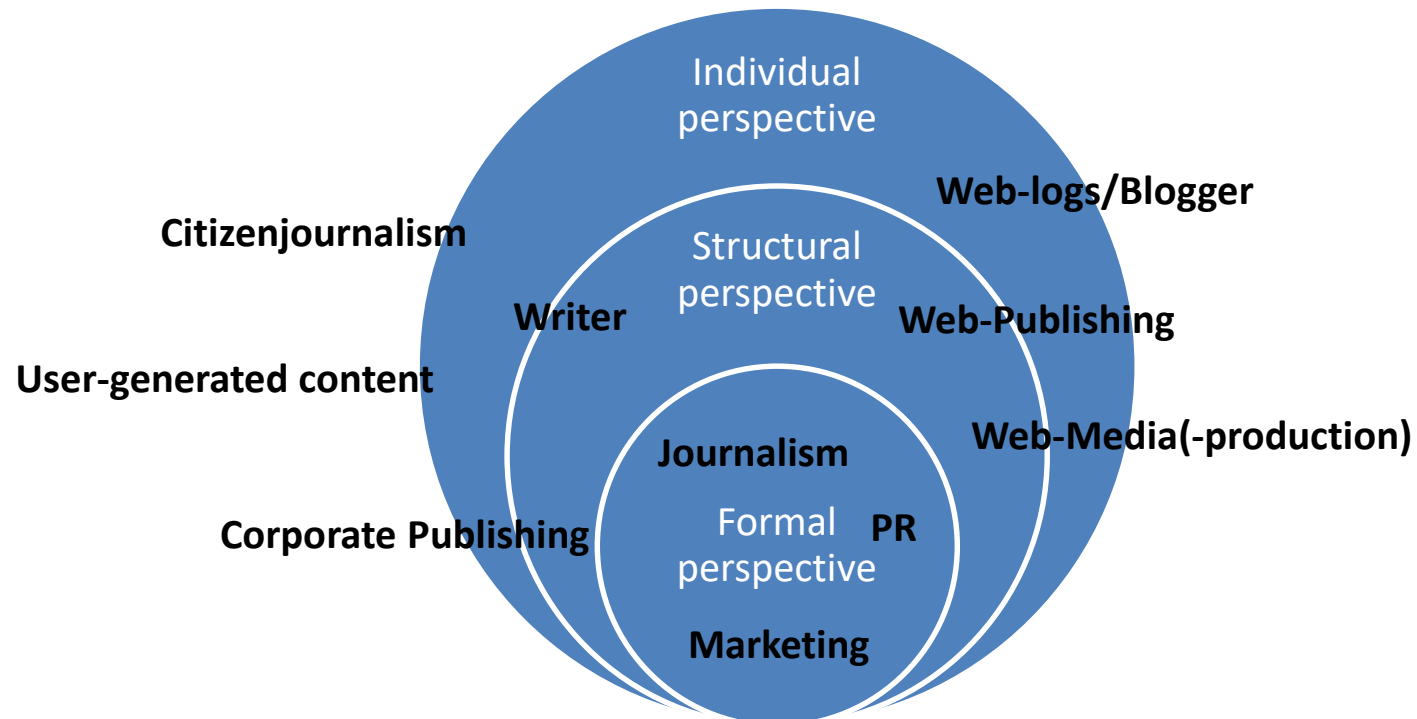 Individual
perspective
Web-logs/Blogger
Citizenjournalism
Structural
perspective
Writer
Web-Publishing
User-generated content
Web-Media(-production)
Journalism
Formal
perspective
PR
Corporate Publishing
Marketing